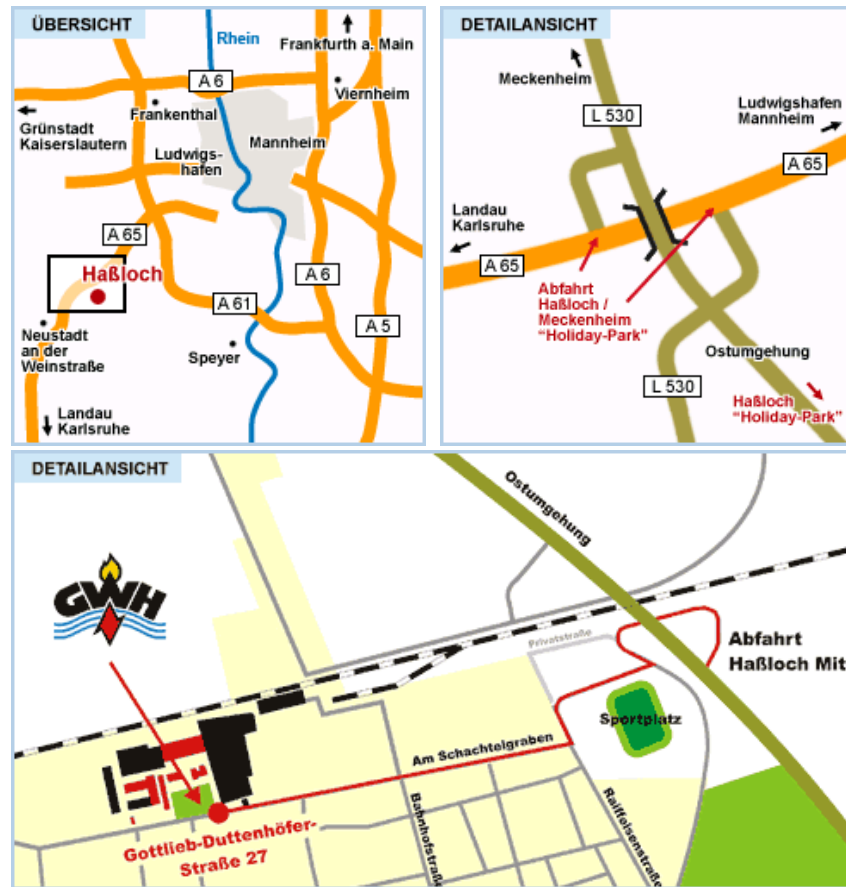 ÜBERSICHT
Rhein
Frankfurth a. Main
A 6
Viernheim
Frankenthal
Grünstadt
Kaiserslautern
Ludwigs-
hafen
Mannheim
A 65
Haßloch
A 6
A 61
A 5
Neustadt
an der
Weinstraße
Speyer
Landau
Karlsruhe
DETAILANSICHT
Meckenheim
L 530
Ludwigshafen
Mannheim
A 65
Landau
Karlsruhe
A 65
Abfahrt
Haßloch /
Meckenheim
“Holiday-Park”
Ostumgehung
L 530
Haßloch
“Holiday-Park”
DETAILANSICHT
Ostumgehung
GWH
Privatstraße
Abfahrt
Haßloch Mit
Sportplatz
Am Schachtelgraben
Bahnhofstraße
Raiffeisenstraße
Gottlieb-Duttenhöfer-
Straße 27